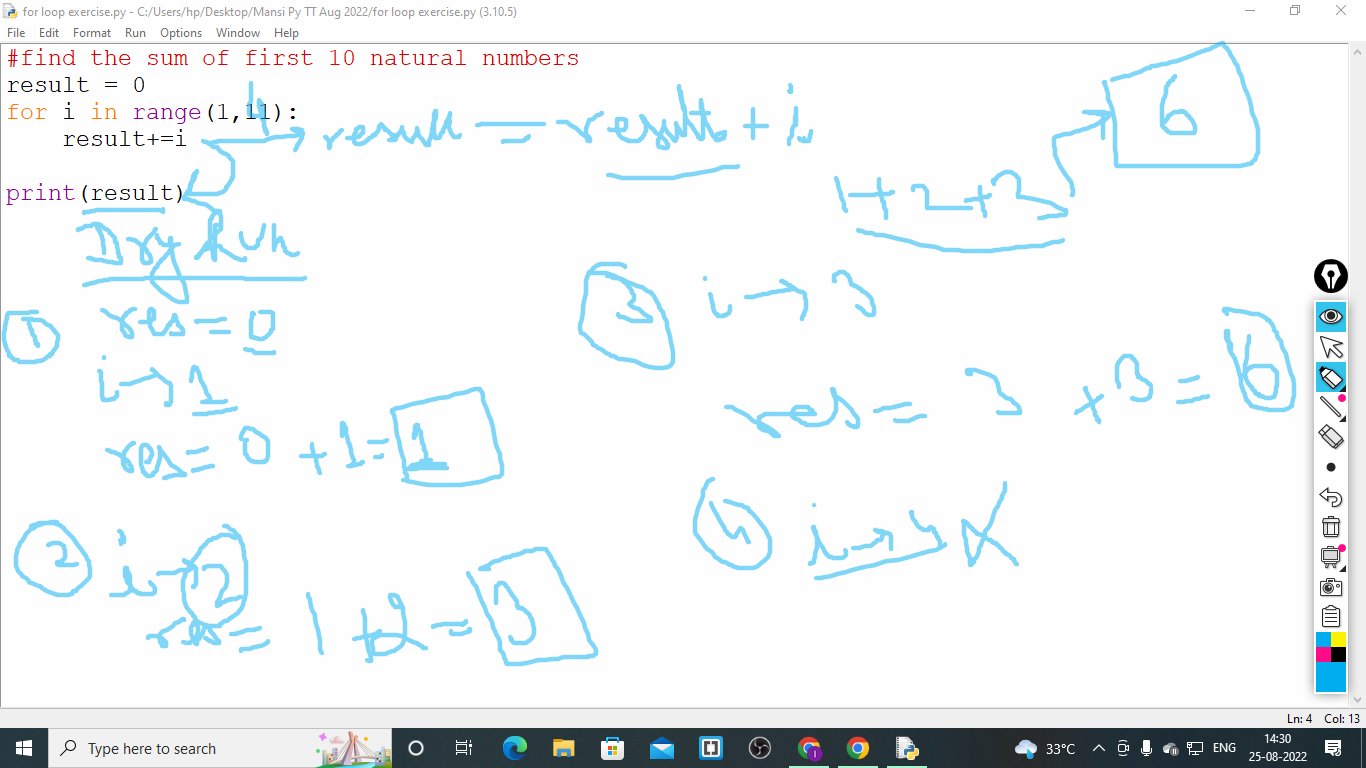 for loop exercise.py - C:/Users/hp/Desktop/Mansi Py TT Aug 2022/for loop exercise.py (3.10.5)
File Edit Format Run Options Window Help
#find the sum of first 10 natural numbers
result = 0
for i in range(1,11):
result+=i
print(result)
4
result = result + i
6
1+2+3
Dry Run
1 res = 0
i → 1
res = 0 + 1 = 1
2 i → 2
res = 1 + 2 = 3
3 i → 3
res = 3 + 3 = 6
4 i → 4 X
Ln: 4 Col: 13
Type here to search
33°C
ENG
14:30
25-08-2022